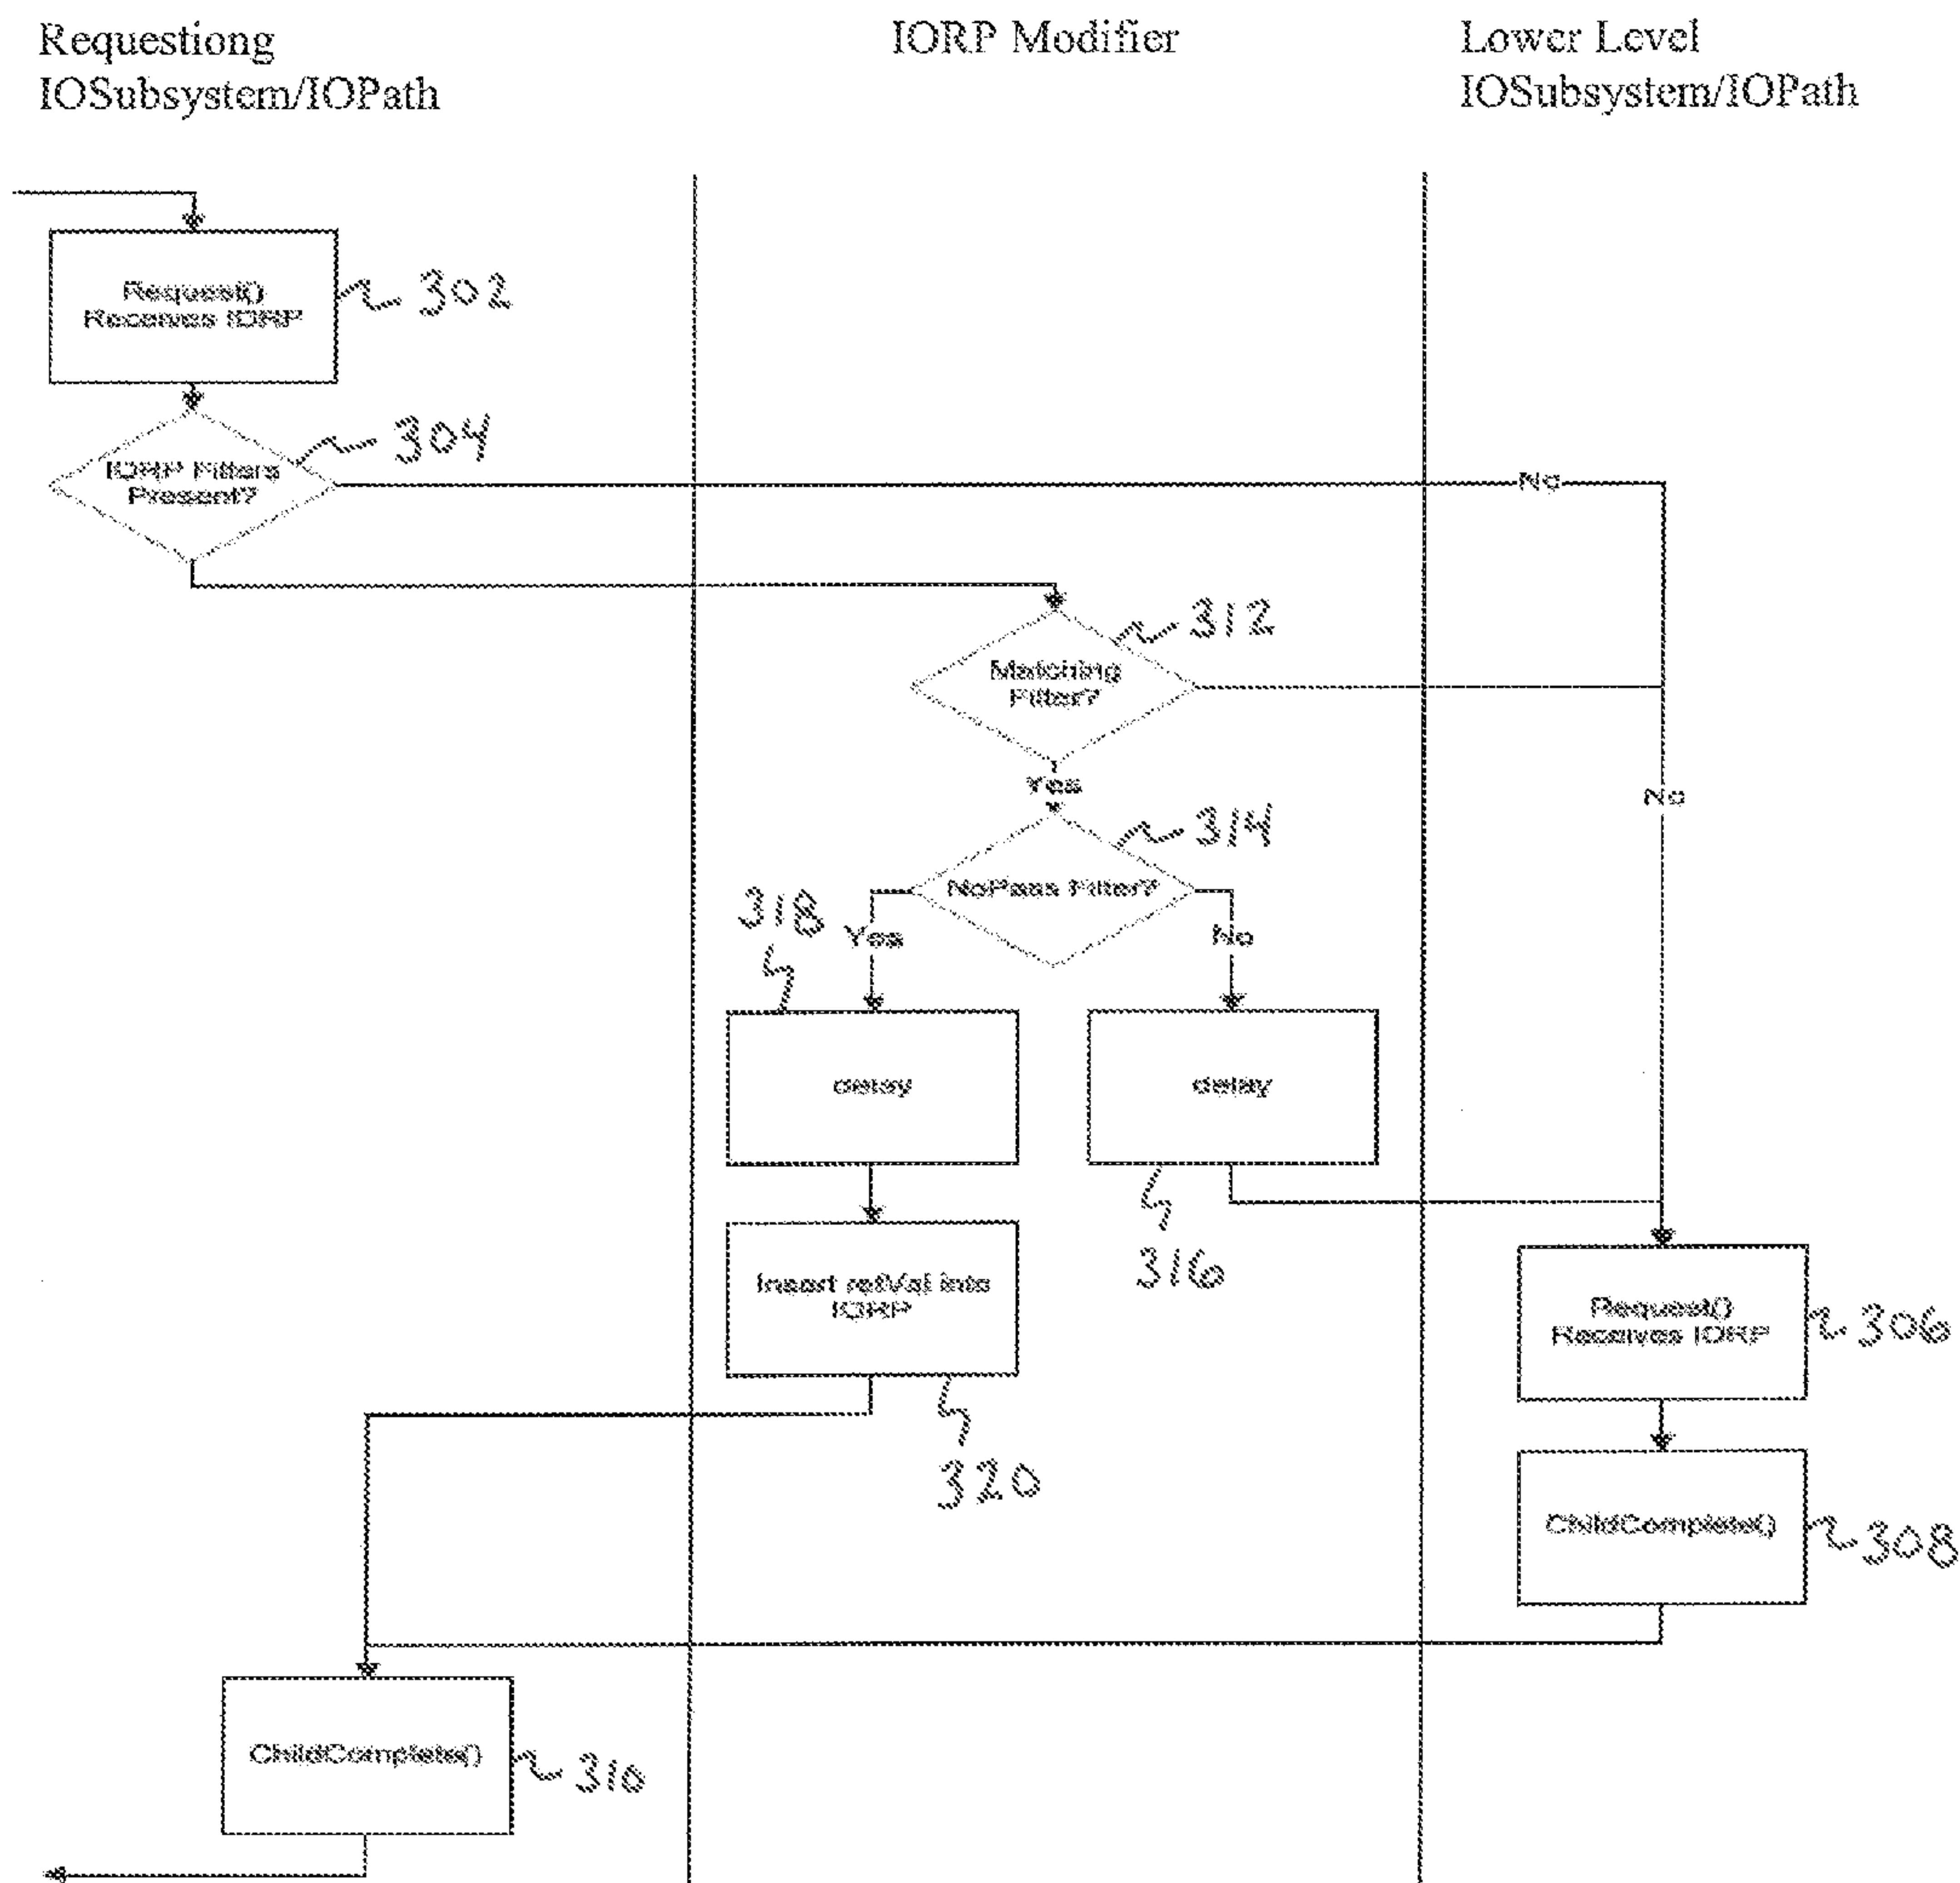 Requestiong
IOSubsystem/IOPath
IORP Modifier
Lower Level
IOSubsystem/IOPath
Request()
Receives IORP
302
IORP Filters
Present?
304
No
Matching
Filter?
312
Yes
No
NoPass Filter?
314
318
Yes
No
delay
delay
316
Insert retVal into
IORP
320
Request()
Receives IORP
306
ChildComplete()
308
ChildComplete()
310